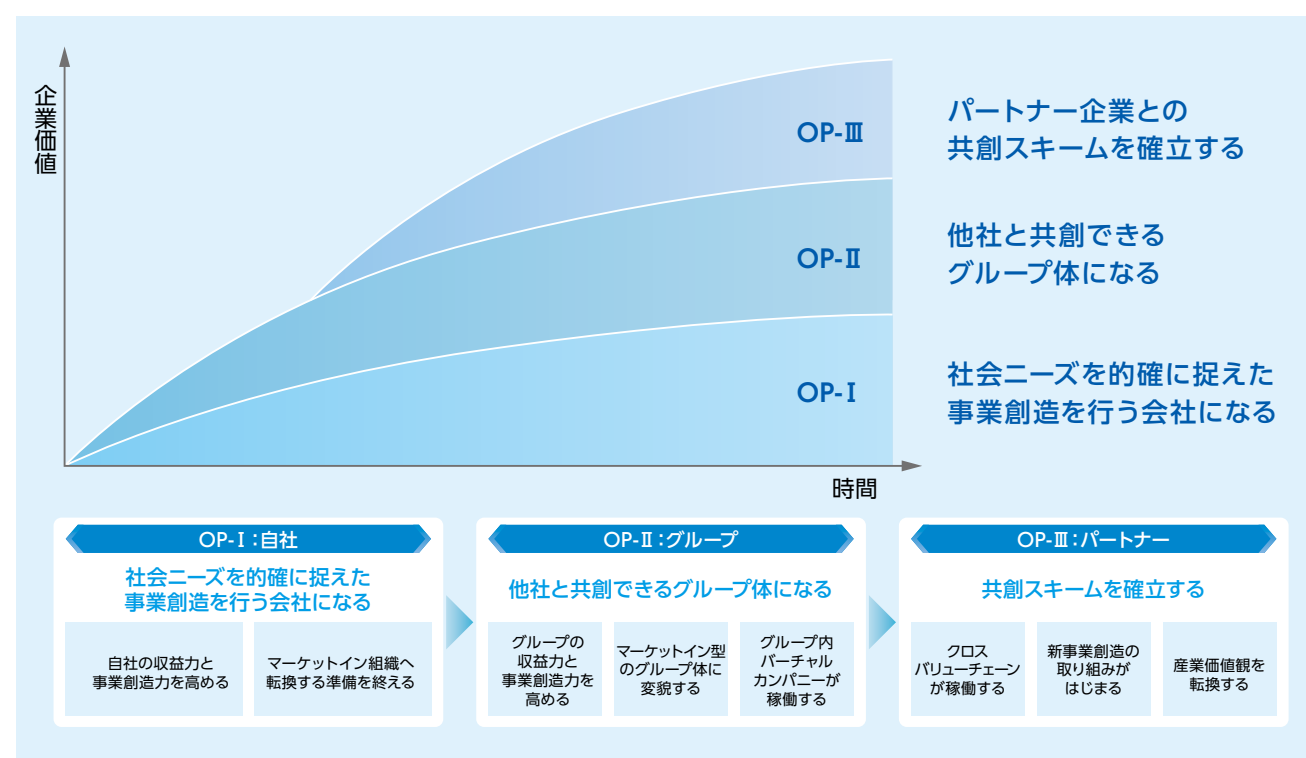 企業価値
OP-Ⅲ
パートナー企業との
共創スキームを確立する
OP-Ⅱ
他社と共創できる
グループ体になる
OP-Ⅰ
社会ニーズを的確に捉えた
事業創造を行う会社になる
時間
OP-Ⅰ：自社
社会ニーズを的確に捉えた
事業創造を行う会社になる
自社の収益力と
事業創造力を高める
マーケットイン組織へ
転換する準備を終える
OP-Ⅱ：グループ
他社と共創できるグループ体になる
グループの
収益力と
事業創造力を
高める
マーケットイン型
のグループ体に
変貌する
グループ内
バーチャル
カンパニーが
稼働する
OP-Ⅲ：パートナー
共創スキームを確立する
クロス
バリューチェーン
が稼働する
新事業創造の
取り組みが
はじまる
産業価値観を
転換する